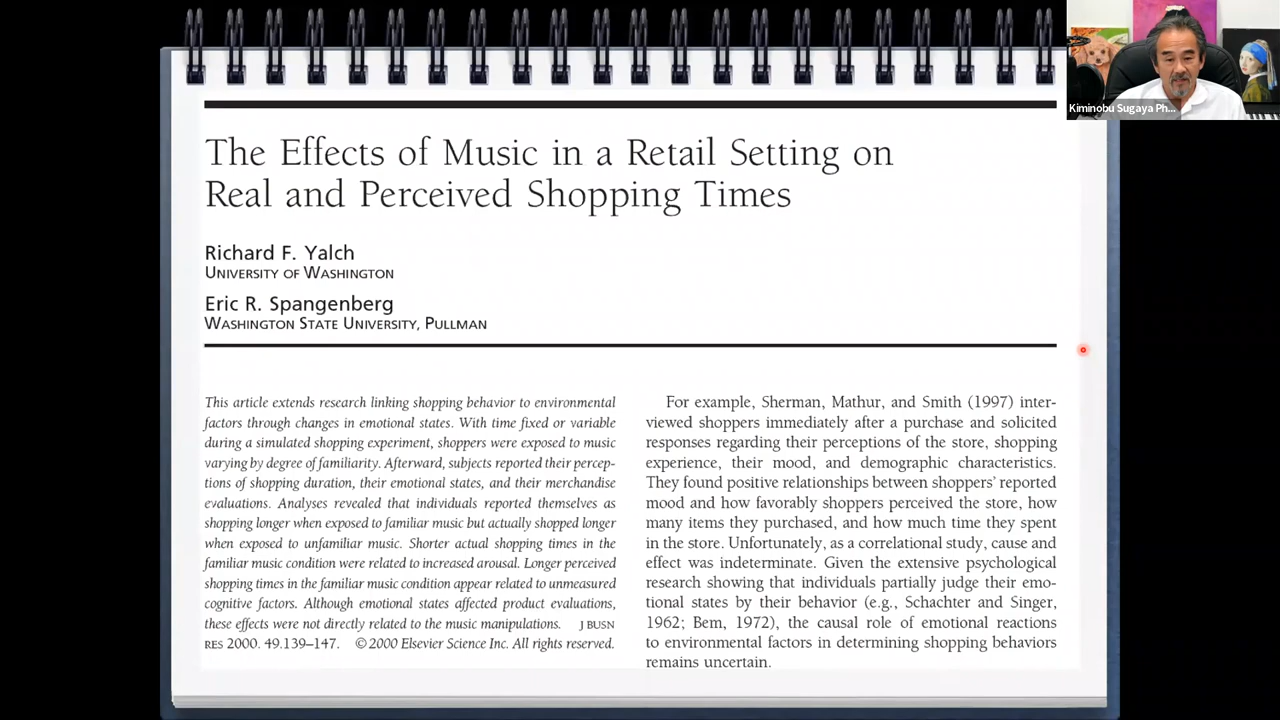 The Effects of Music in a Retail Setting on
Real and Perceived Shopping Times
Richard F. Yalch
UNIVERSITY OF WASHINGTON
Eric R. Spangenberg
WASHINGTON STATE UNIVERSITY, PULLMAN
This article extends research linking shopping behavior to environmental
factors through changes in emotional states. With time fixed or variable
during a simulated shopping experiment, shoppers were exposed to music
varying by degree of familiarity. Afterward, subjects reported their percep-
tions of shopping duration, their emotional states, and their merchandise
evaluations. Analyses revealed that individuals reported themselves as
shopping longer when exposed to familiar music but actually shopped longer
when exposed to unfamiliar music. Shorter actual shopping times in the
familiar music condition were related to increased arousal. Longer perceived
shopping times in the familiar music condition appear related to unmeasured
cognitive factors. Although emotional states affected product evaluations,
these effects were not directly related to the music manipulations. J BUSN
RES 2000. 49.139–147. © 2000 Elsevier Science Inc. All rights reserved.
For example, Sherman, Mathur, and Smith (1997) inter-
viewed shoppers immediately after a purchase and solicited
responses regarding their perceptions of the store, shopping
experience, their mood, and demographic characteristics.
They found positive relationships between shoppers' reported
mood and how favorably shoppers perceived the store, how
many items they purchased, and how much time they spent
in the store. Unfortunately, as a correlational study, cause and
effect was indeterminate. Given the extensive psychological
research showing that individuals partially judge their emo-
tional states by their behavior (e.g., Schachter and Singer,
1962; Bem, 1972), the causal role of emotional reactions
to environmental factors in determining shopping behaviors
remains uncertain.
Kiminobu Sugaya Ph...